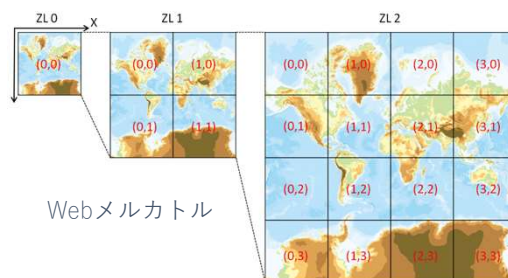 ZL 0
X
ZL 1
ZL 2
(0,0)
(0,0) (1,0)
(0,1) (1,1)
(0,0) (1,0) (2,0) (3,0)
(0,1) (1,1) (2,1) (3,1)
(0,2) (1,2) (2,2) (3,2)
(0,3) (1,3) (2,3) (3,3)
Webメルカトル